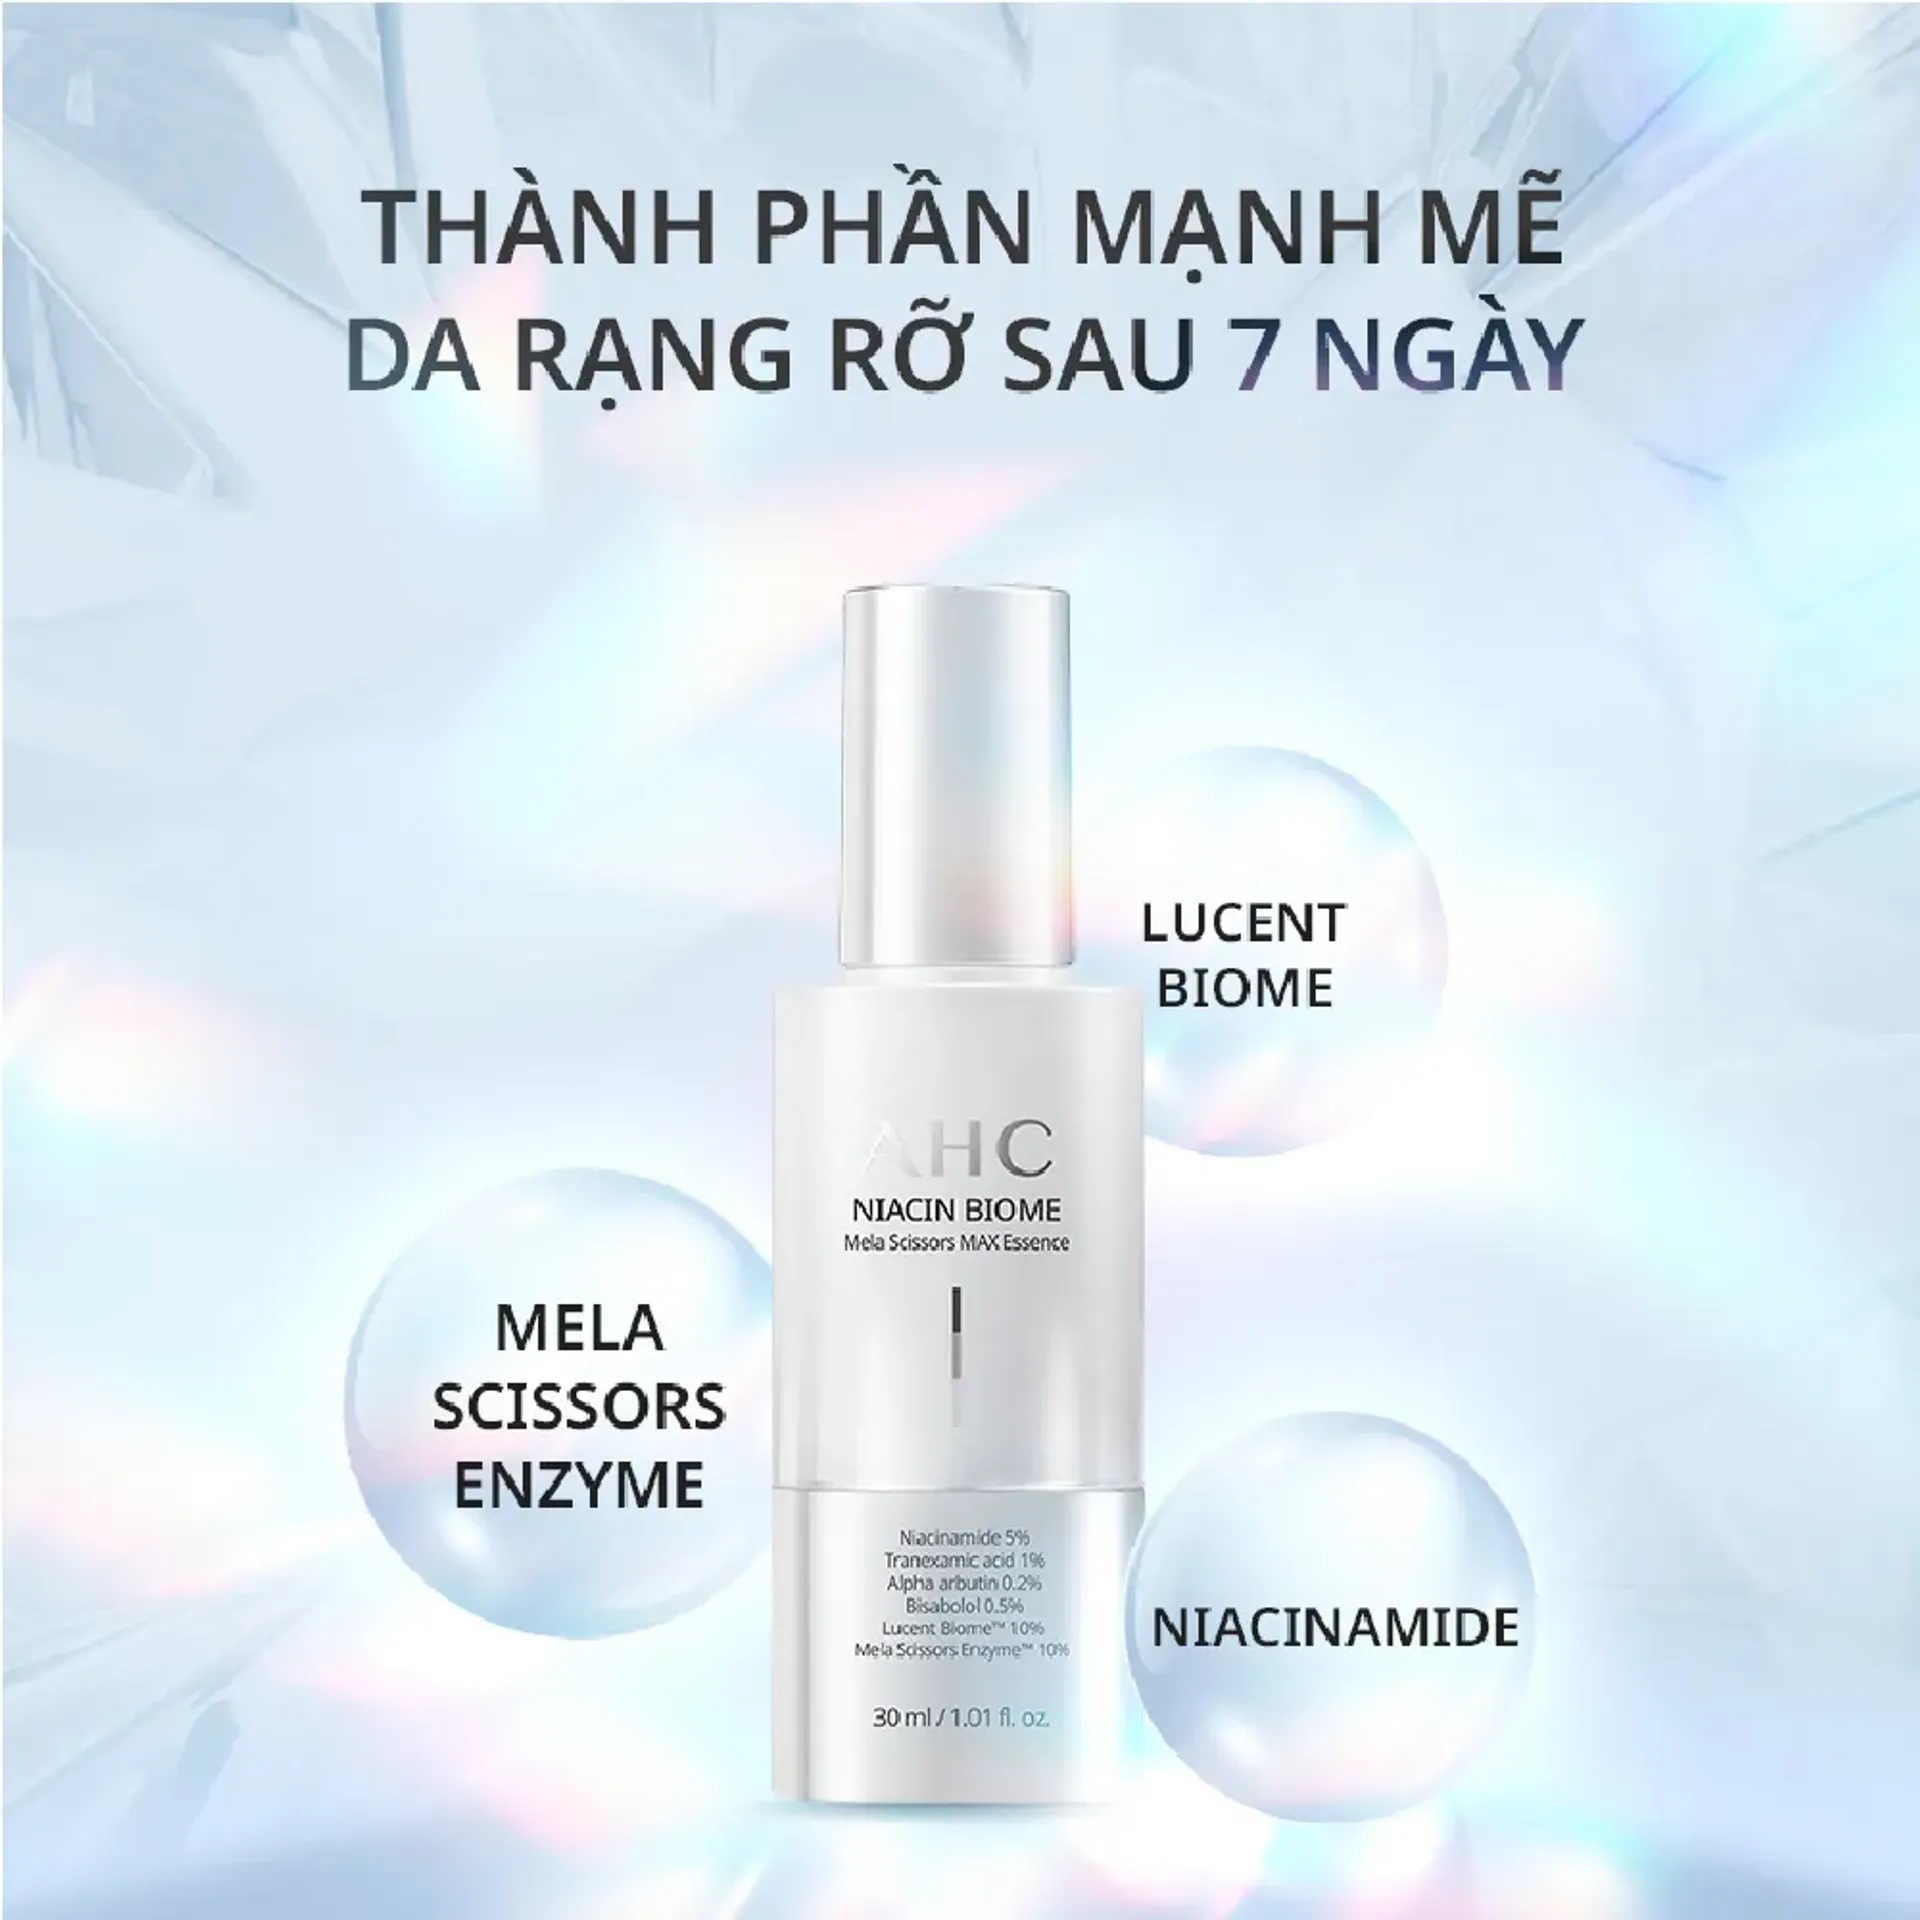 THÀNH PHẦN MẠNH MẼ
DA RẠNG RỠ SAU 7 NGÀY
LUCENT
BIOME
AHC
NIACIN BIOME
Mela Scissors MAX Essence
MELA
SCISSORS
ENZYME
Niacinamide 5%
Tranexamic acid 1%
Alpha arbutin 0.2%
Bisabolol 0.5%
Lucent Biome™ 10%
Mela Scissors Enzyme™ 10%
NIACINAMIDE
30 ml / 1.01 fl. oz.